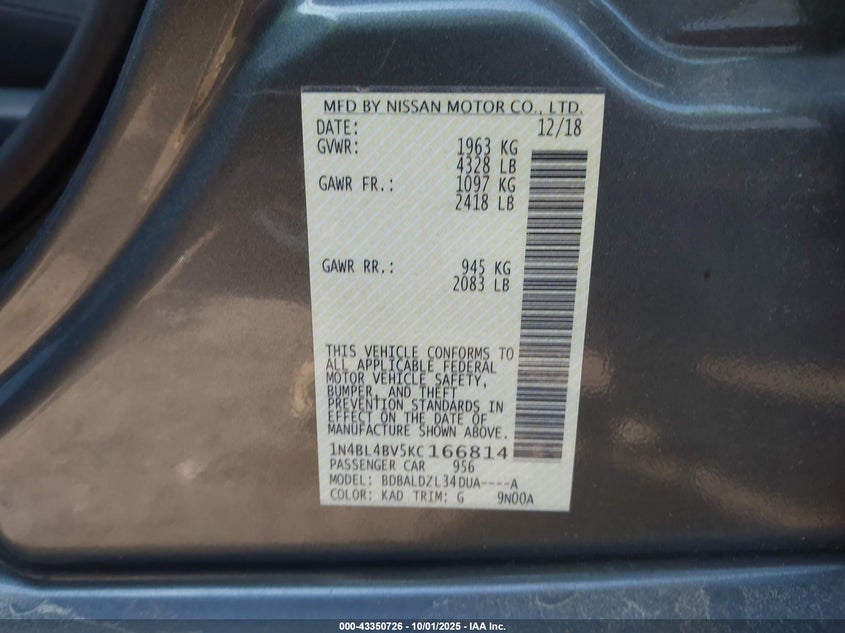 MFD BY NISSAN MOTOR CO., LTD.
DATE: 12/18
GVWR: 1963 KG
4328 LB
GAWR FR.: 1097 KG
2418 LB
GAWR RR.: 945 KG
2083 LB
THIS VEHICLE CONFORMS TO
ALL APPLICABLE FEDERAL
MOTOR VEHICLE SAFETY,
BUMPER, AND THEFT
PREVENTION STANDARDS IN
EFFECT ON THE DATE OF
MANUFACTURE SHOWN ABOVE.
1N4BL4BV5KC166814
PASSENGER CAR 956
MODEL: BDBALDZL34DUA----A
COLOR: KAD TRIM: G 9N00A
000-43350726 - 10/01/2025 - IAA Inc.